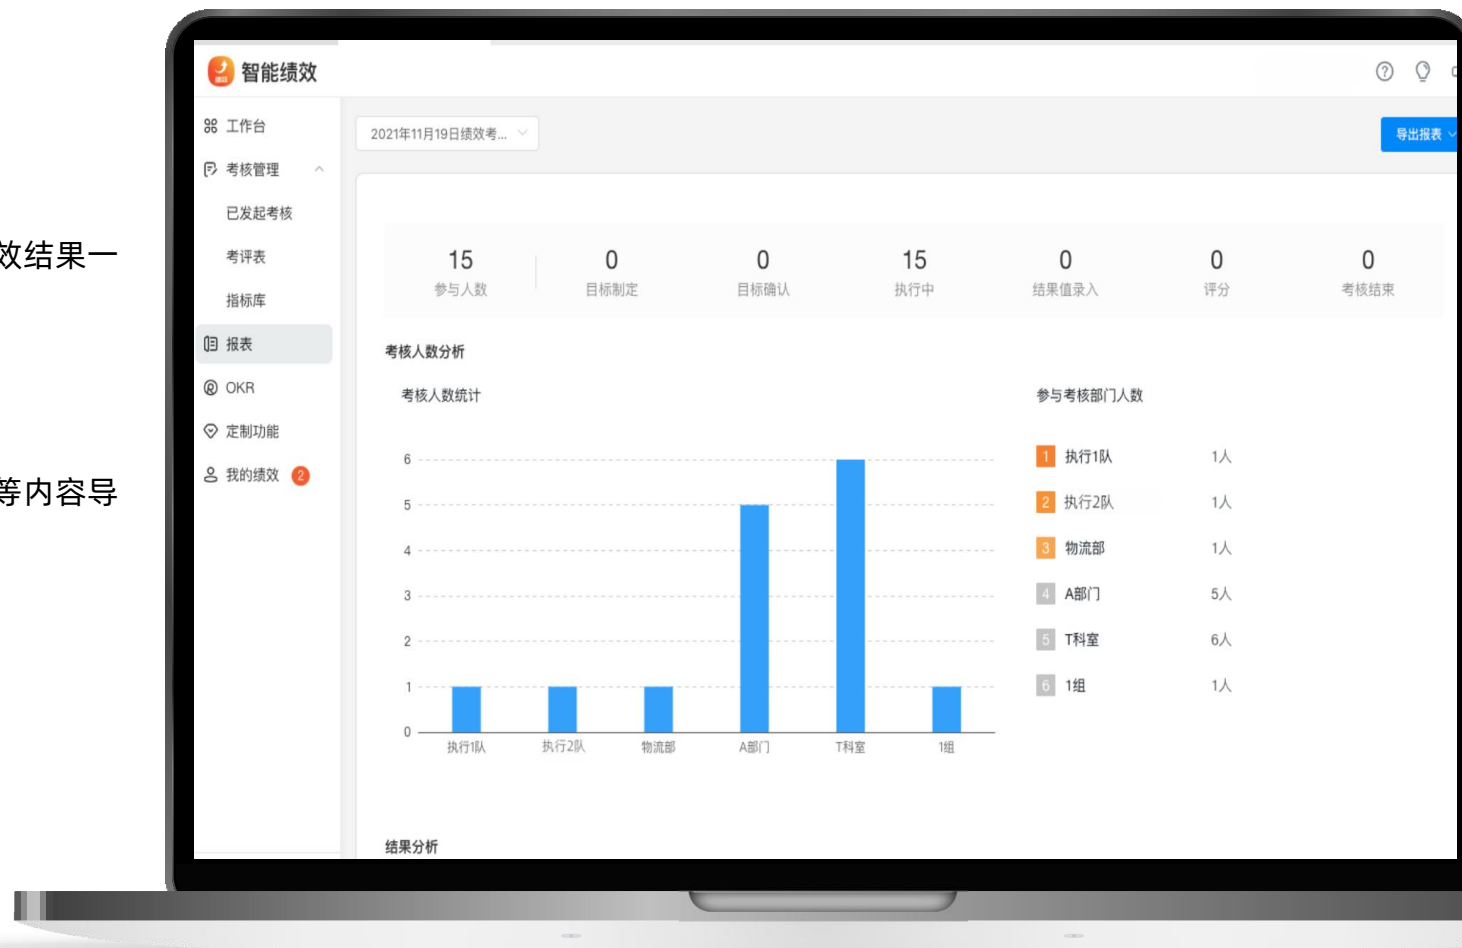 效结果一
等内容导
智能绩效
工作台
考核管理
已发起考核
考评表
指标库
报表
OKR
定制功能
我的绩效 2
2021年11月19日绩效考...
导出报表
15 0 0 15 0 0 0
参与人数 目标制定 目标确认 执行中 结果值录入 评分 考核结束
考核人数分析
考核人数统计
6
5
4
3
2
1
0
执行1队 执行2队 物流部 A部门 T科室 1组
参与考核部门人数
1 执行1队 1人
2 执行2队 1人
3 物流部 1人
4 A部门 5人
5 T科室 6人
6 1组 1人
结果分析